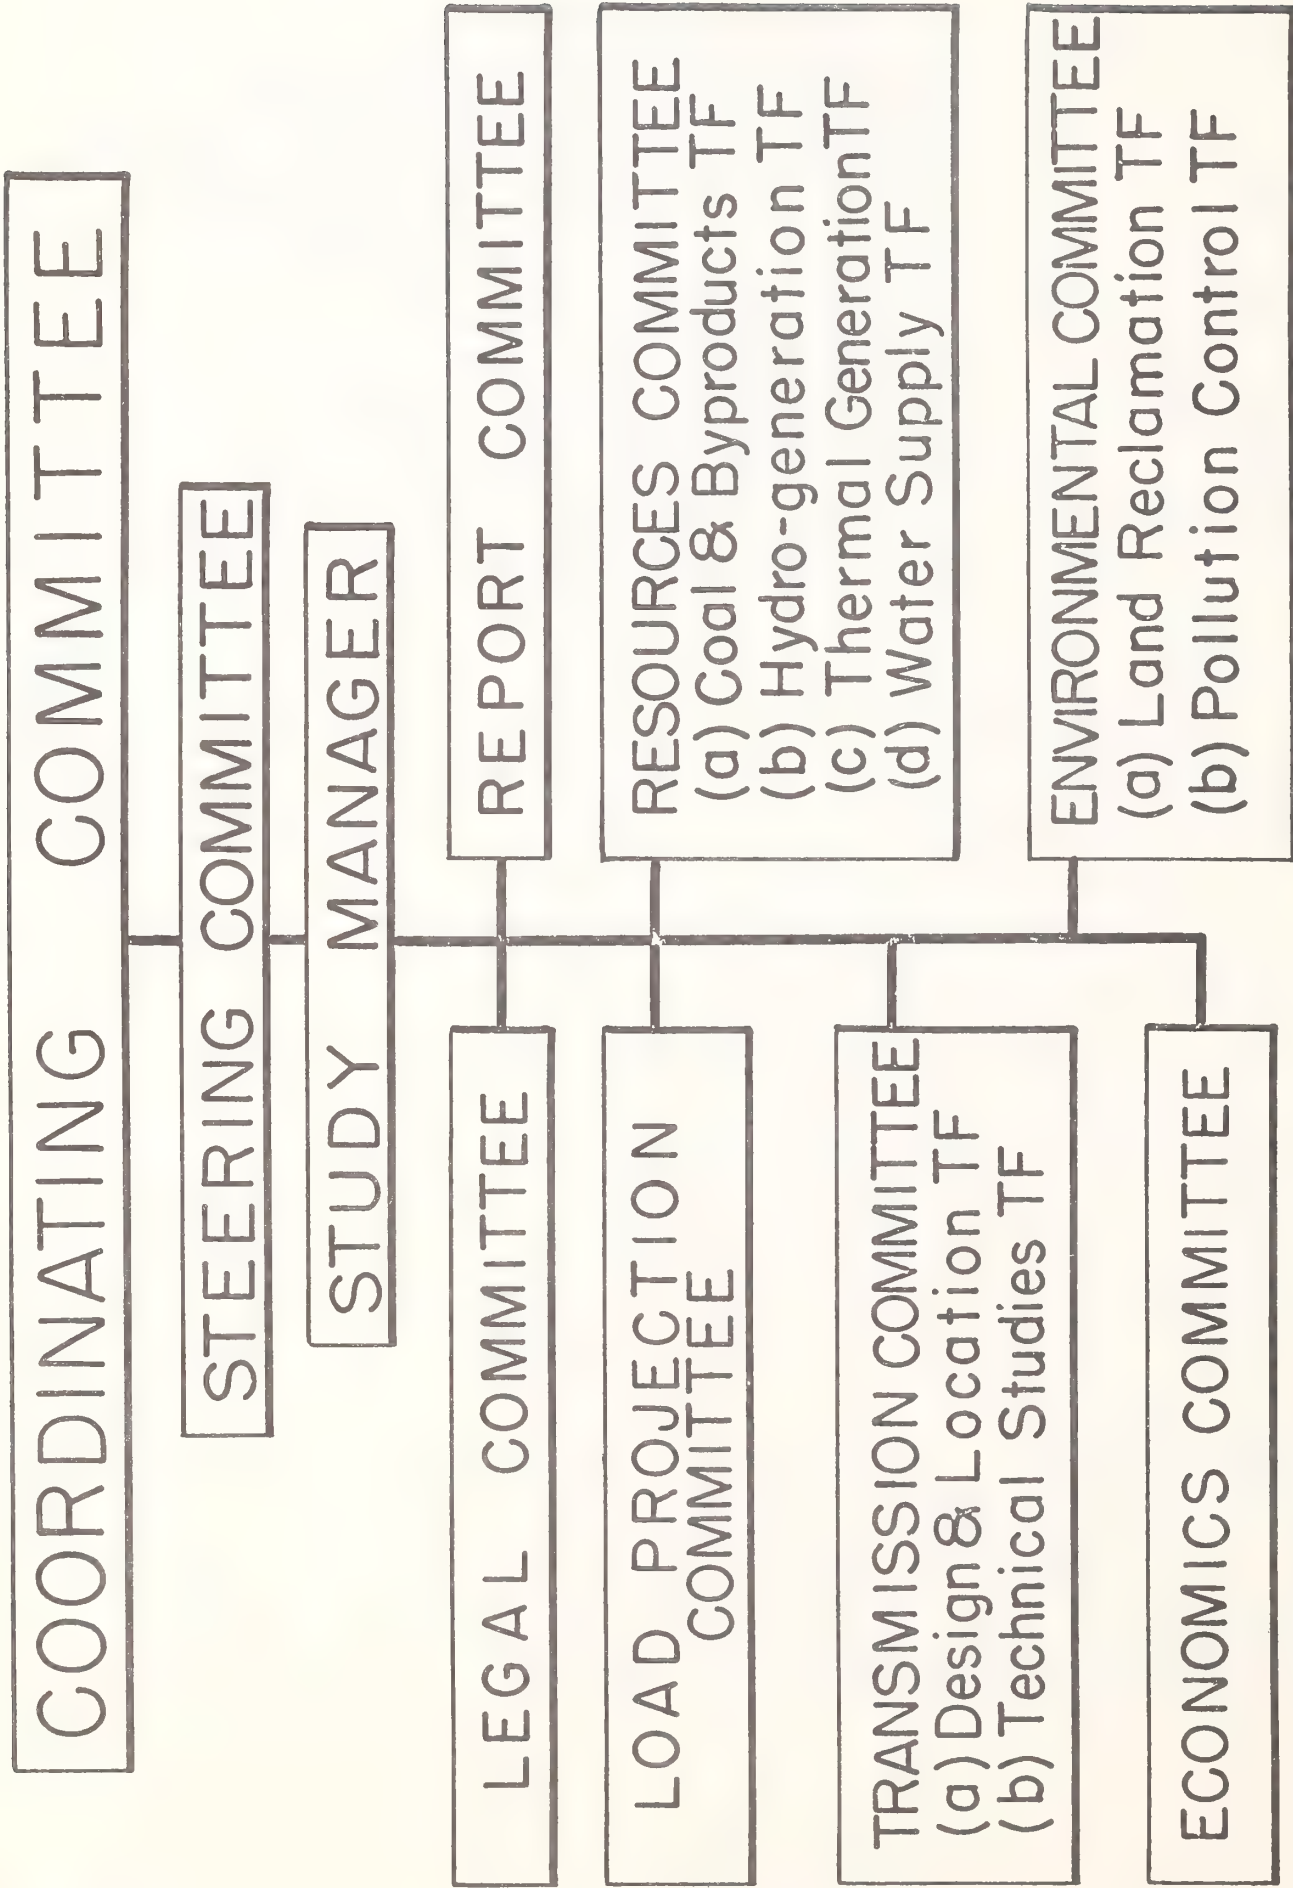 COORDINATING COMMITTEE
STEERING COMMITTEE
STUDY MANAGER
LEGAL COMMITTEE
REPORT COMMITTEE
LOAD PROJECTION
COMMITTEE
RESOURCES COMMITTEE
(a) Coal & Byproducts TF
(b) Hydro-generation TF
(c) Thermal Generation TF
(d) Water Supply TF
TRANSMISSION COMMITTEE
(a) Design & Location TF
(b) Technical Studies TF
ENVIRONMENTAL COMMITTEE
(a) Land Reclamation TF
(b) Pollution Control TF
ECONOMICS COMMITTEE